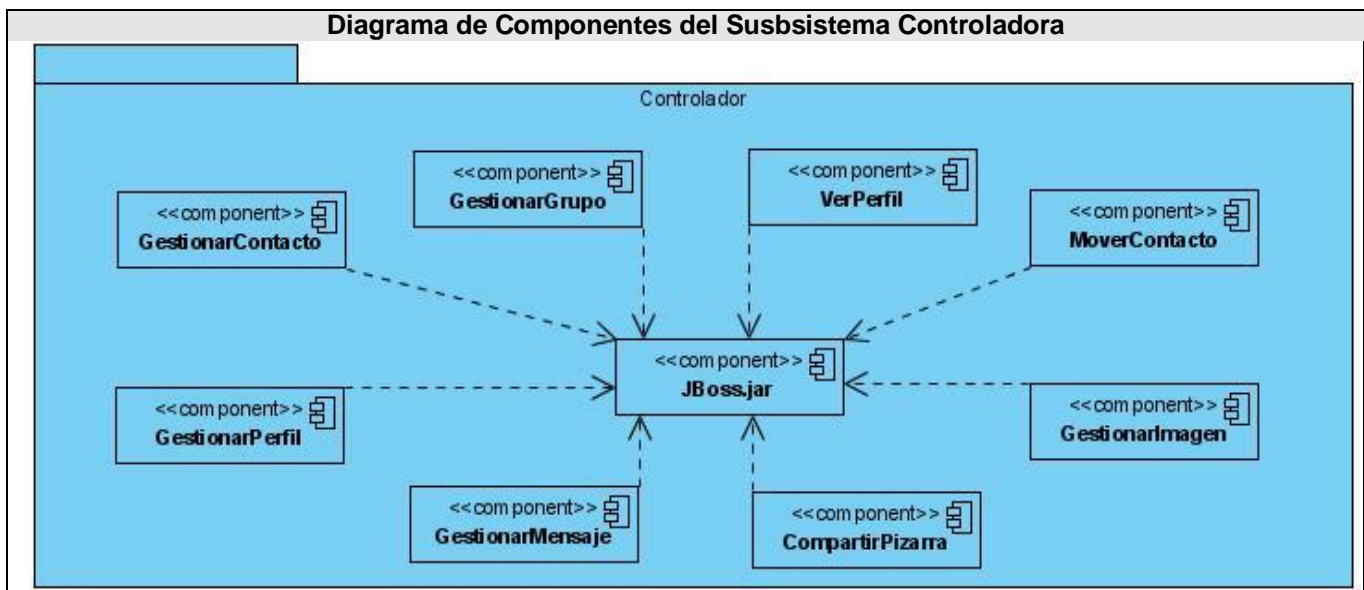 Diagrama de Componentes del Susbsistema Controladora
Controlador
<<component>>
GestionarGrupo
<<component>>
VerPerfil
<<component>>
GestionarContacto
<<component>>
MoverContacto
<<component>>
JBoss.jar
<<component>>
GestionarPerfil
<<component>>
GestionarImagen
<<component>>
GestionarMensaje
<<component>>
CompartirPizarra